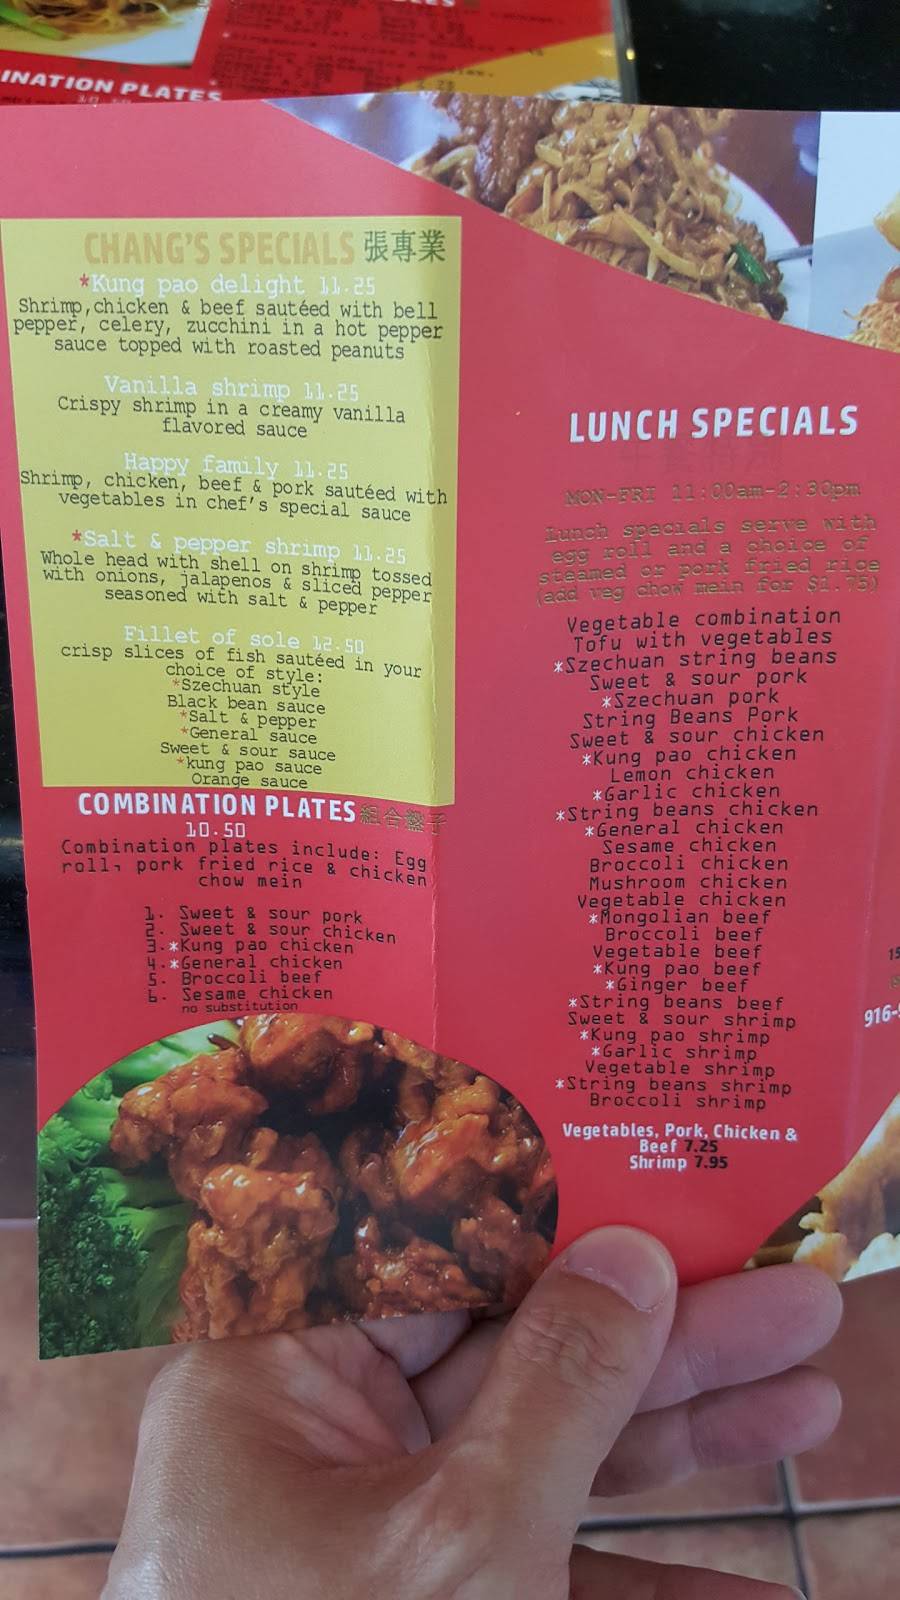 INATION PLATES
CHANG'S SPECIALS 張專業
*Kung pao delight 11.25
Shrimp,chicken & beef sautéed with bell
pepper, celery, zucchini in a hot pepper
sauce topped with roasted peanuts
Vanilla shrimp 11.25
Crispy shrimp in a creamy vanilla
flavored sauce
Happy family 11.25
Shrimp, chicken, beef & pork sautéed with
vegetables in chef's special sauce
*Salt & pepper shrimp 11.25
Whole head with shell on shrimp tossed
with onions, jalapenos & sliced pepper
seasoned with salt & pepper
Fillet of sole 12.50
crisp slices of fish sautéed in your
choice of style:
*Szechuan style
Black bean sauce
*Salt & pepper
*General sauce
Sweet & sour sauce
*kung pao sauce
Orange sauce
COMBINATION PLATES 組合盤子
10.50
Combination plates include: Egg
roll, pork fried rice & chicken
chow mein
1. Sweet & sour pork
2. Sweet & sour chicken
3.*Kung pao chicken
4.*General chicken
5. Broccoli beef
6. Sesame chicken
no substitution
LUNCH SPECIALS
MON-FRI 11:00am-2:30pm
Lunch specials serve with
egg roll and a choice of
steamed or pork fried rice
(add veg chow mein for $1.75)
Vegetable combination
Tofu with vegetables
*Szechuan string beans
Sweet & sour pork
*Szechuan pork
String Beans Pork
Sweet & sour chicken
*Kung pao chicken
Lemon chicken
*Garlic chicken
*String beans chicken
*General chicken
Sesame chicken
Broccoli chicken
Mushroom chicken
Vegetable chicken
*Mongolian beef
Broccoli beef
Vegetable beef
*Kung pao beef
*Ginger beef
*String beans beef
Sweet & sour shrimp
*Kung pao shrimp
*Garlic shrimp
Vegetable shrimp
*String beans shrimp
Broccoli shrimp
Vegetables, Pork, Chicken &
Beef 7.25
Shrimp 7.95
15
916-